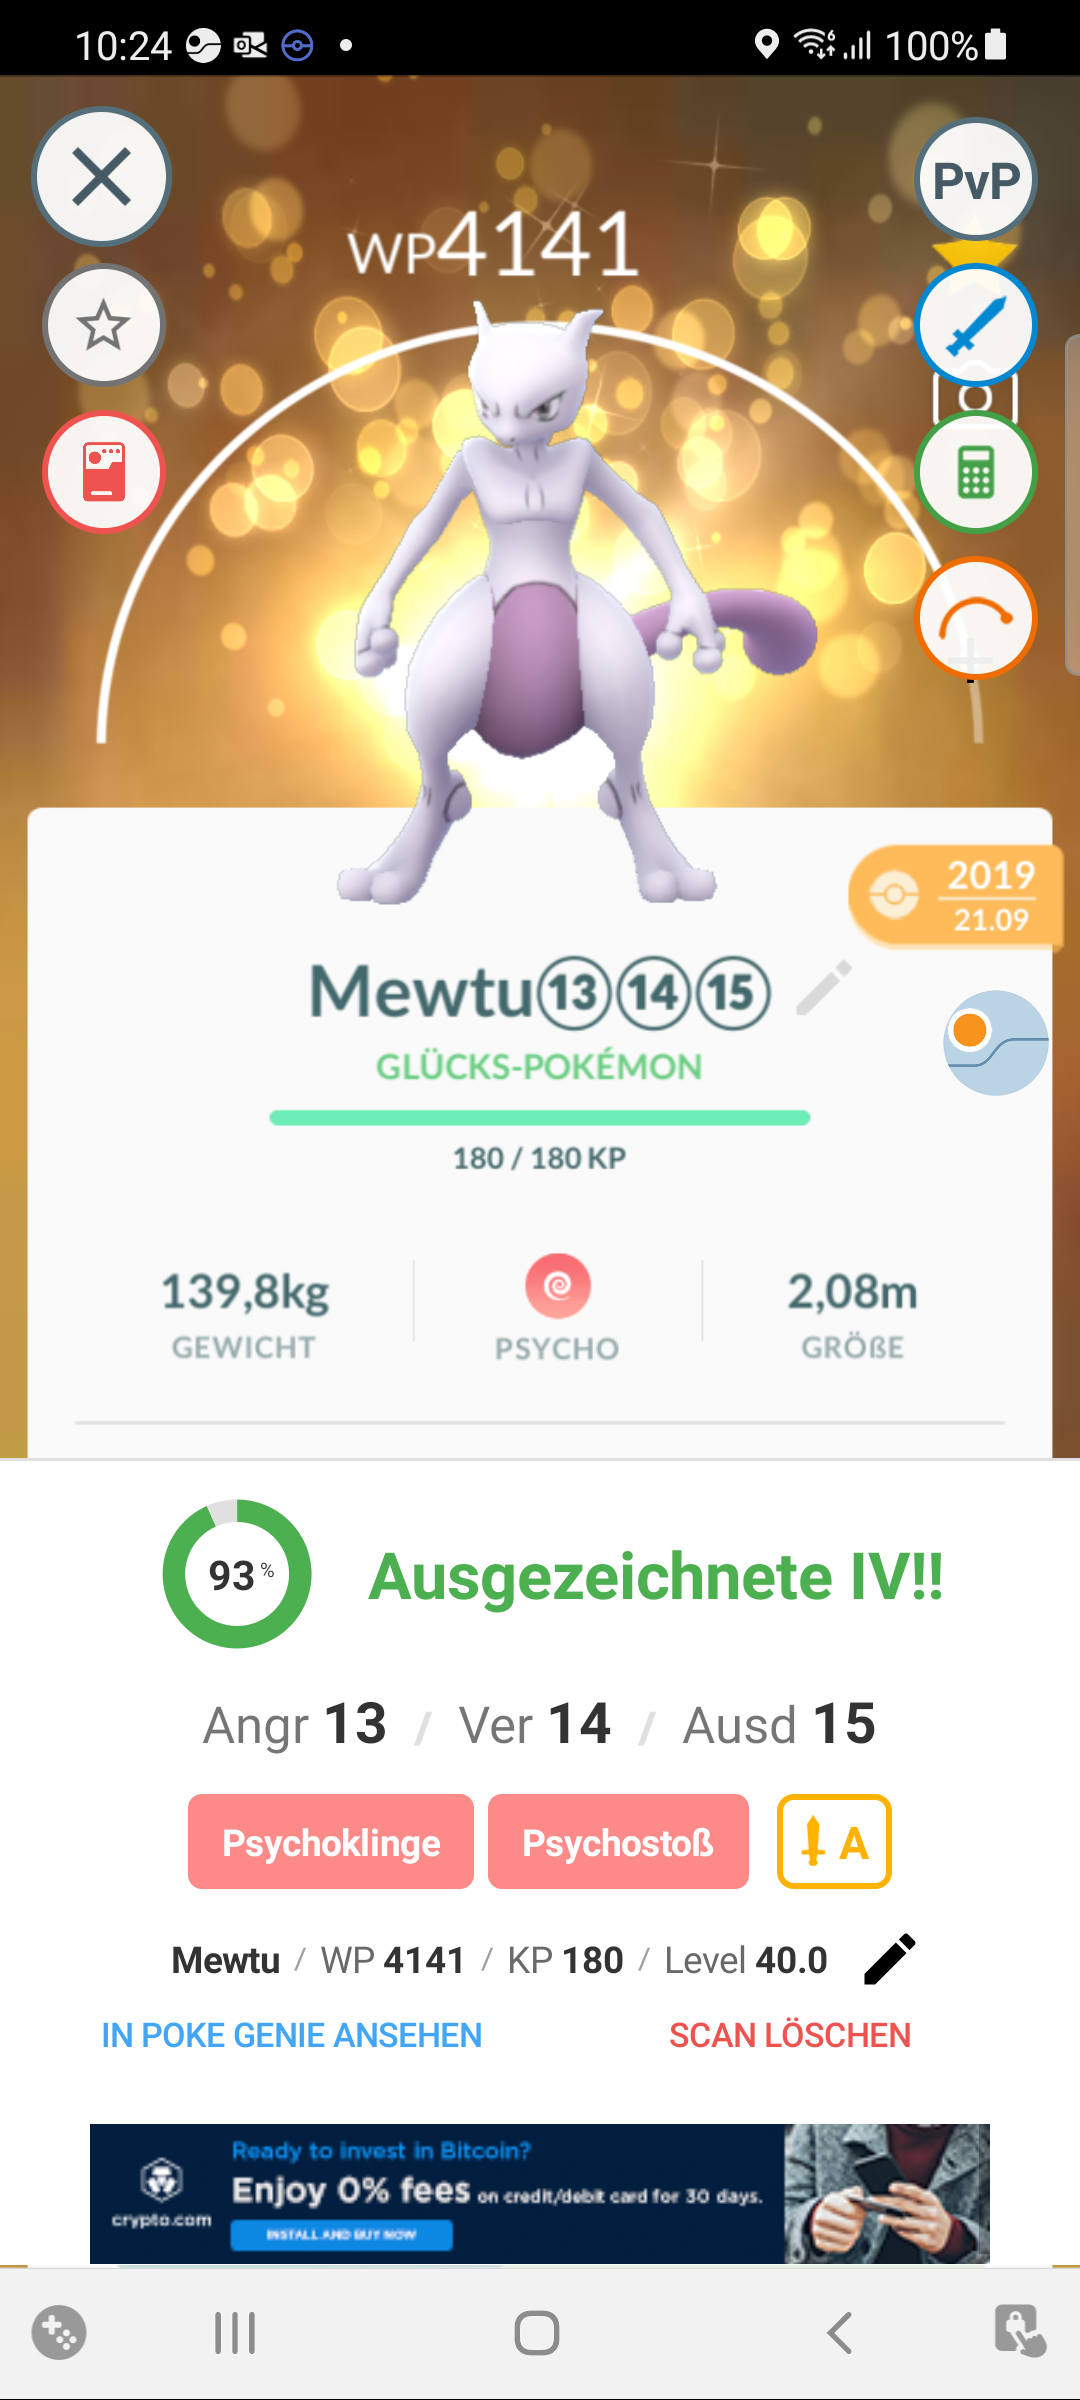 10:24
100%
PvP
WP4141
2019
21.09
Mewtu⑬⑭⑮
GLÜCKS-POKÉMON
180 / 180 KP
139,8kg
GEWICHT
PSYCHO
2,08m
GRÖẞE
93 %
Ausgezeichnete IV!!
Angr 13 / Ver 14 / Ausd 15
Psychoklinge
Psychostoß
A
Mewtu / WP 4141 / KP 180 / Level 40.0
IN POKE GENIE ANSEHEN
SCAN LÖSCHEN
Ready to invest in Bitcoin?
Enjoy 0% fees on credit/debit card for 30 days.
crypto.com
INSTALL AND BUY NOW